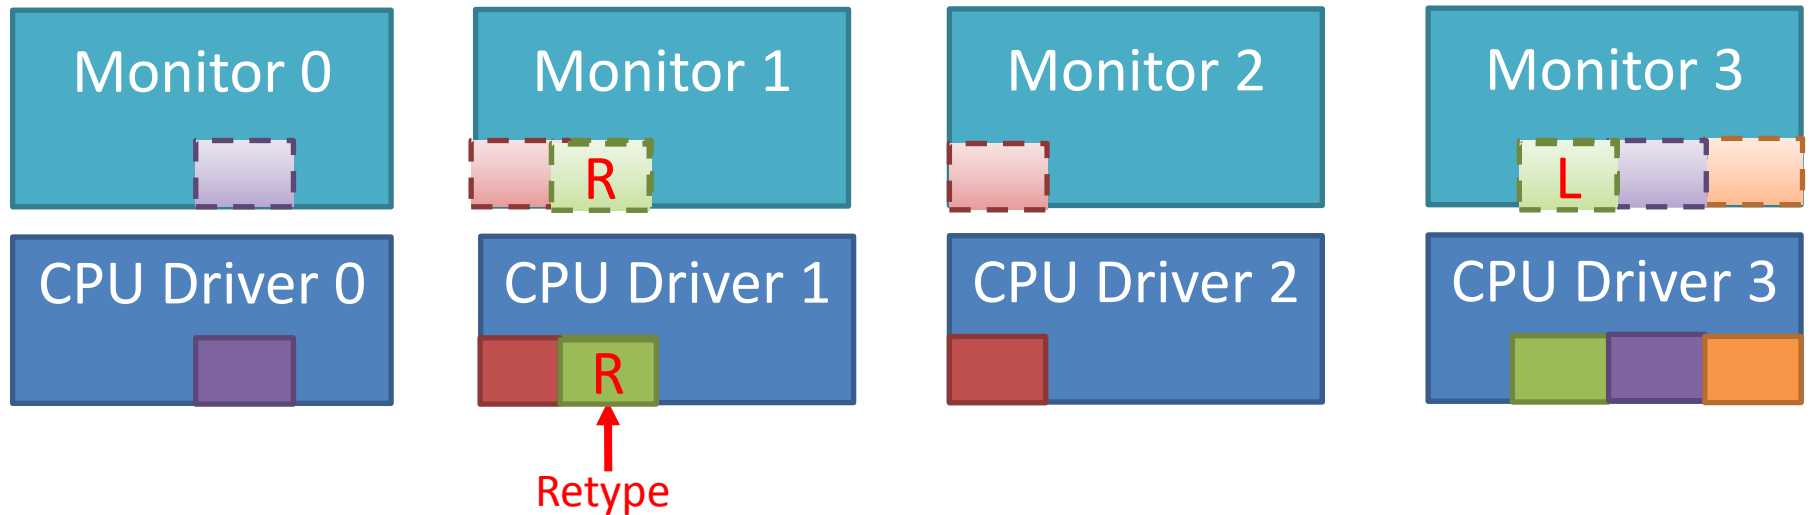 Monitor 0
Monitor 1
Monitor 2
Monitor 3
R
L
CPU Driver 0
CPU Driver 1
CPU Driver 2
CPU Driver 3
R
Retype